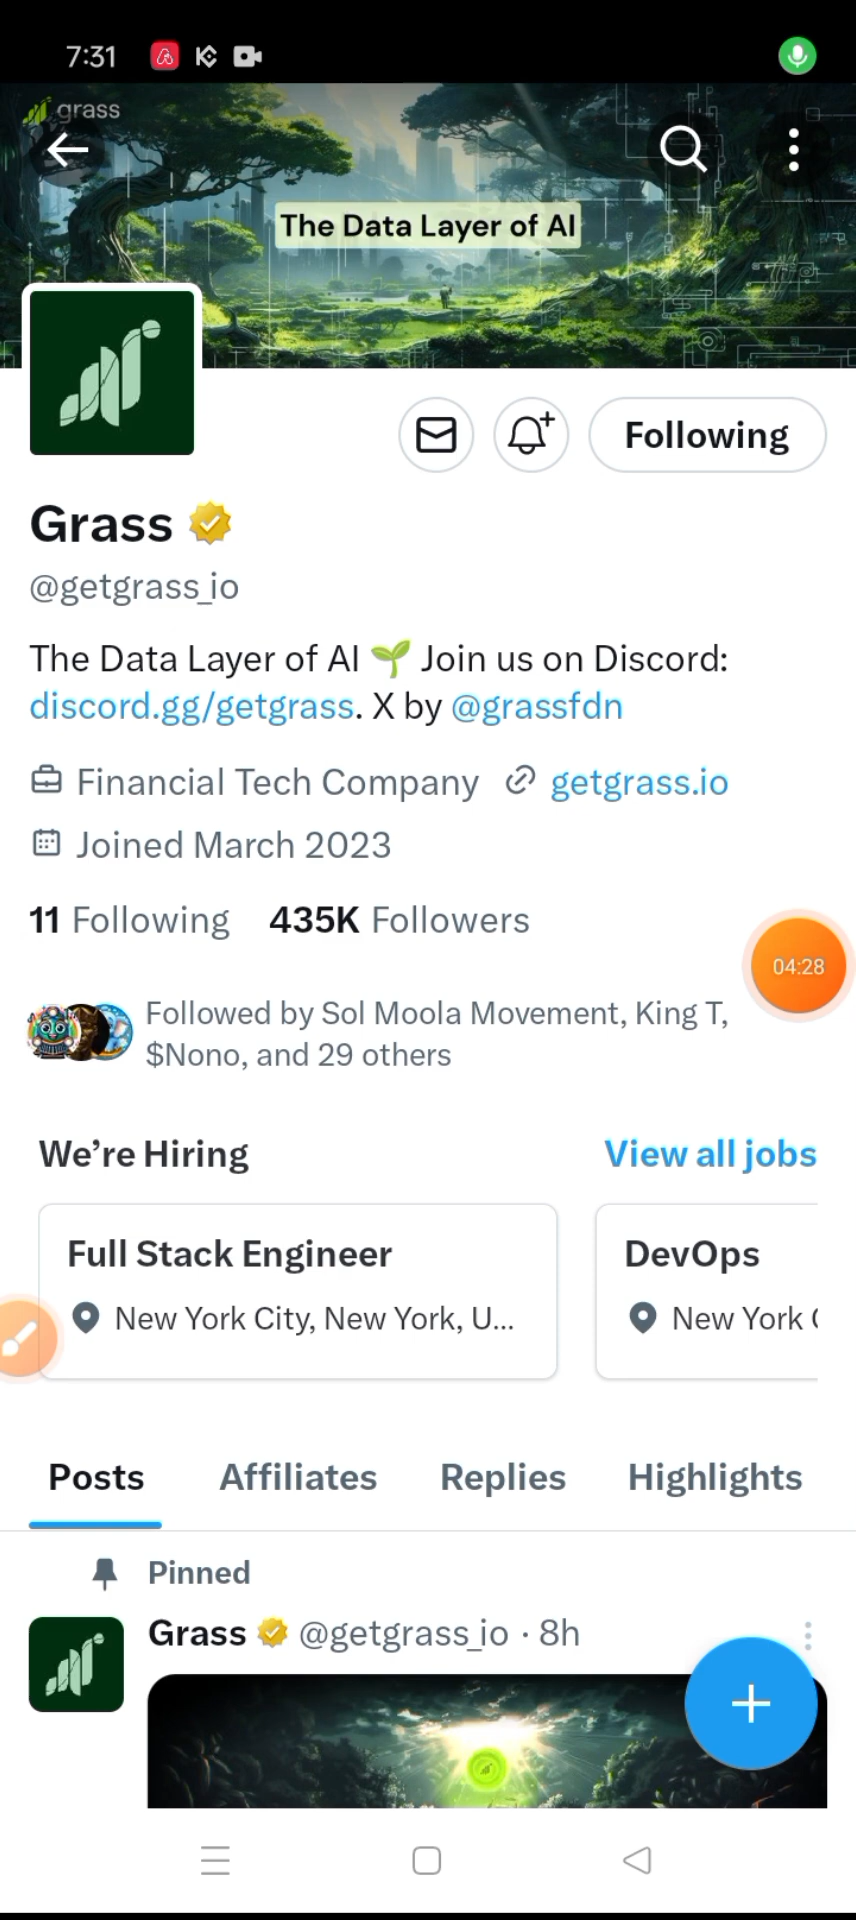 7:31
grass
The Data Layer of AI
Following
Grass
@getgrass_io
The Data Layer of AI 🌱 Join us on Discord:
discord.gg/getgrass. X by @grassfdn
Financial Tech Company getgrass.io
Joined March 2023
11 Following 435K Followers
04:28
Followed by Sol Moola Movement, King T,
$Nono, and 29 others
We’re Hiring View all jobs
Full Stack Engineer DevOps
New York City, New York, U... New York
Posts Affiliates Replies Highlights
Pinned
Grass @getgrass_io · 8h